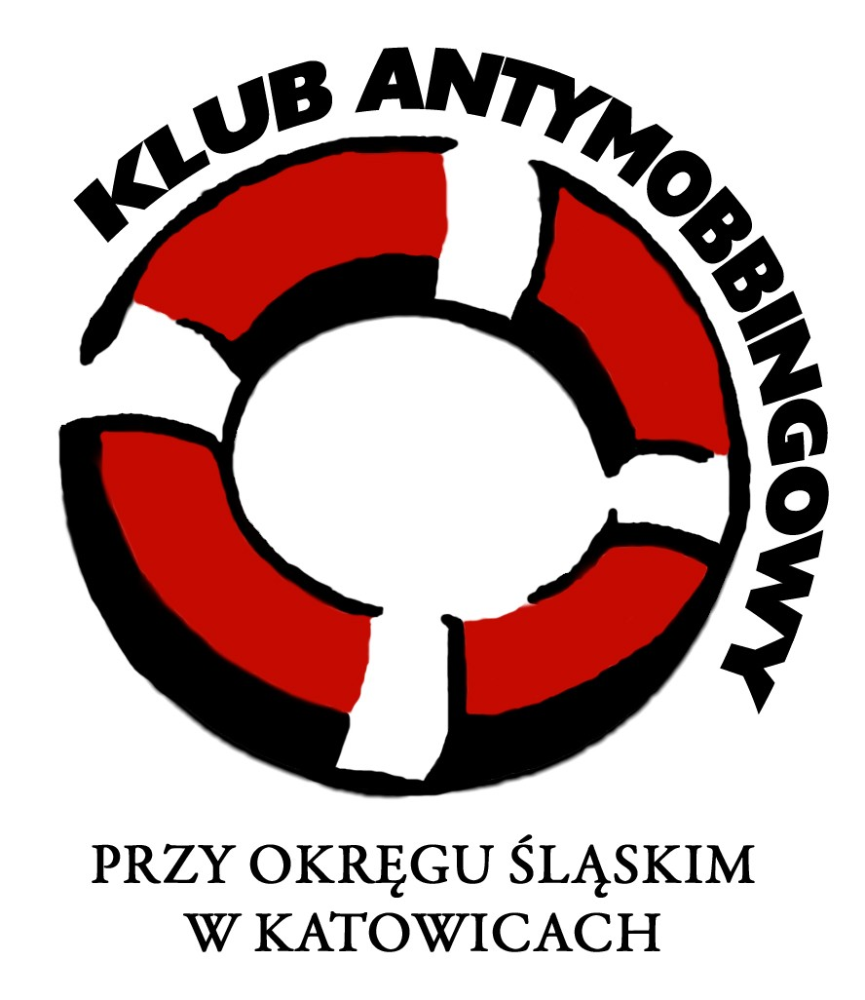 KLUB ANTYMOBBINGOWY
PRZY OKRĘGU ŚLĄSKIM
W KATOWICACH